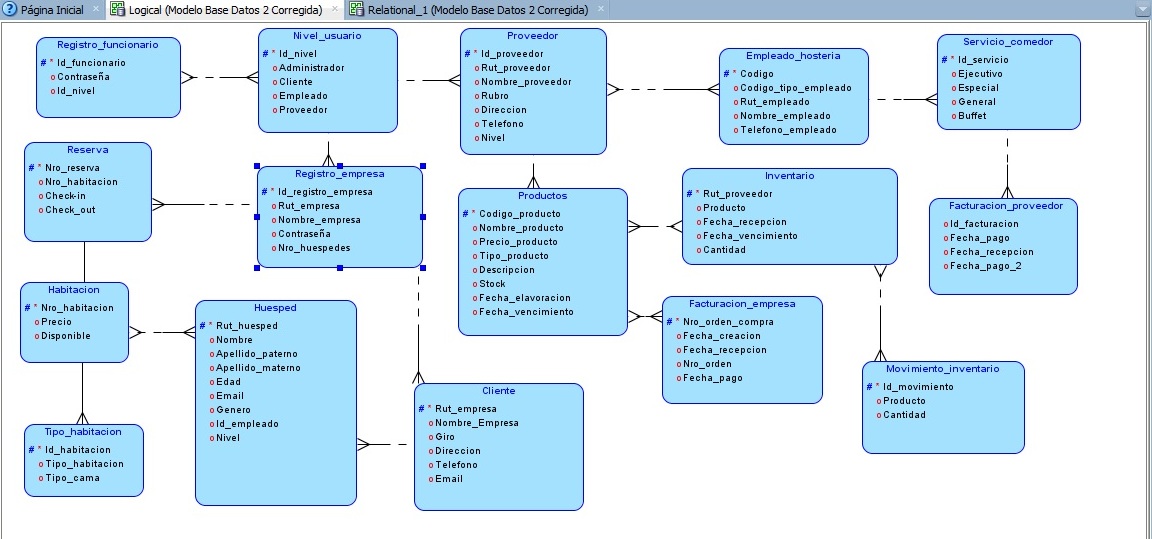 Página Inicial
Logical (Modelo Base Datos 2 Corregida)
Relational_1 (Modelo Base Datos 2 Corregida)
Registro_funcionario
# * Id_funcionario
o Contraseña
o Id_nivel
Nivel_usuario
# * Id_nivel
o Administrador
o Cliente
o Empleado
o Proveedor
Proveedor
# * Id_proveedor
o Rut_proveedor
o Nombre_proveedor
o Rubro
o Direccion
o Telefono
o Nivel
Empleado_hosteria
# * Codigo
o Codigo_tipo_empleado
o Rut_empleado
o Nombre_empleado
o Telefono_empleado
Servicio_comedor
# * Id_servicio
o Ejecutivo
o Especial
o General
o Buffet
Reserva
# * Nro_reserva
o Nro_habitacion
o Check-in
o Check_out
Registro_empresa
# * Id_registro_empresa
o Rut_empresa
o Nombre_empresa
o Contraseña
o Nro_huespedes
Productos
# * Codigo_producto
o Nombre_producto
o Precio_producto
o Tipo_producto
o Descripcion
o Stock
o Fecha_elavoracion
o Fecha_vencimiento
Inventario
# * Rut_proveedor
o Producto
o Fecha_recepcion
o Fecha_vencimiento
o Cantidad
Facturacion_proveedor
o Id_facturacion
o Fecha_pago
o Fecha_recepcion
o Fecha_pago_2
Habitacion
# * Nro_habitacion
o Precio
o Disponible
Huesped
# * Rut_huesped
o Nombre
o Apellido_paterno
o Apellido_materno
o Edad
o Email
o Genero
o Id_empleado
o Nivel
Facturacion_empresa
# * Nro_orden_compra
o Fecha_creacion
o Fecha_recepcion
o Nro_orden
o Fecha_pago
Movimiento_inventario
# * Id_movimiento
o Producto
o Cantidad
Cliente
# * Rut_empresa
o Nombre_Empresa
o Giro
o Direccion
o Telefono
o Email
Tipo_habitacion
# * Id_habitacion
o Tipo_habitacion
o Tipo_cama